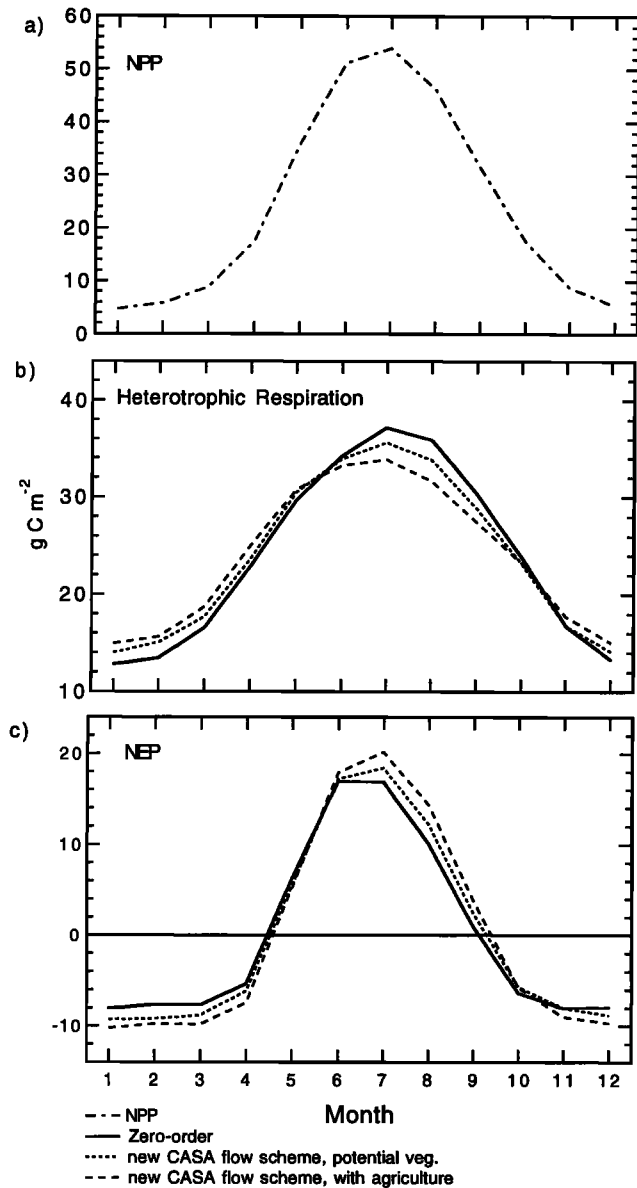 a)
60
50
40
30
20
10
0
NPP
b)
40
30
20
10
Heterotrophic Respiration
g C m⁻²
c)
20
10
0
-10
NEP
1 2 3 4 5 6 7 8 9 10 11 12
Month
NPP
Zero-order
new CASA flow scheme, potential veg.
new CASA flow scheme, with agriculture